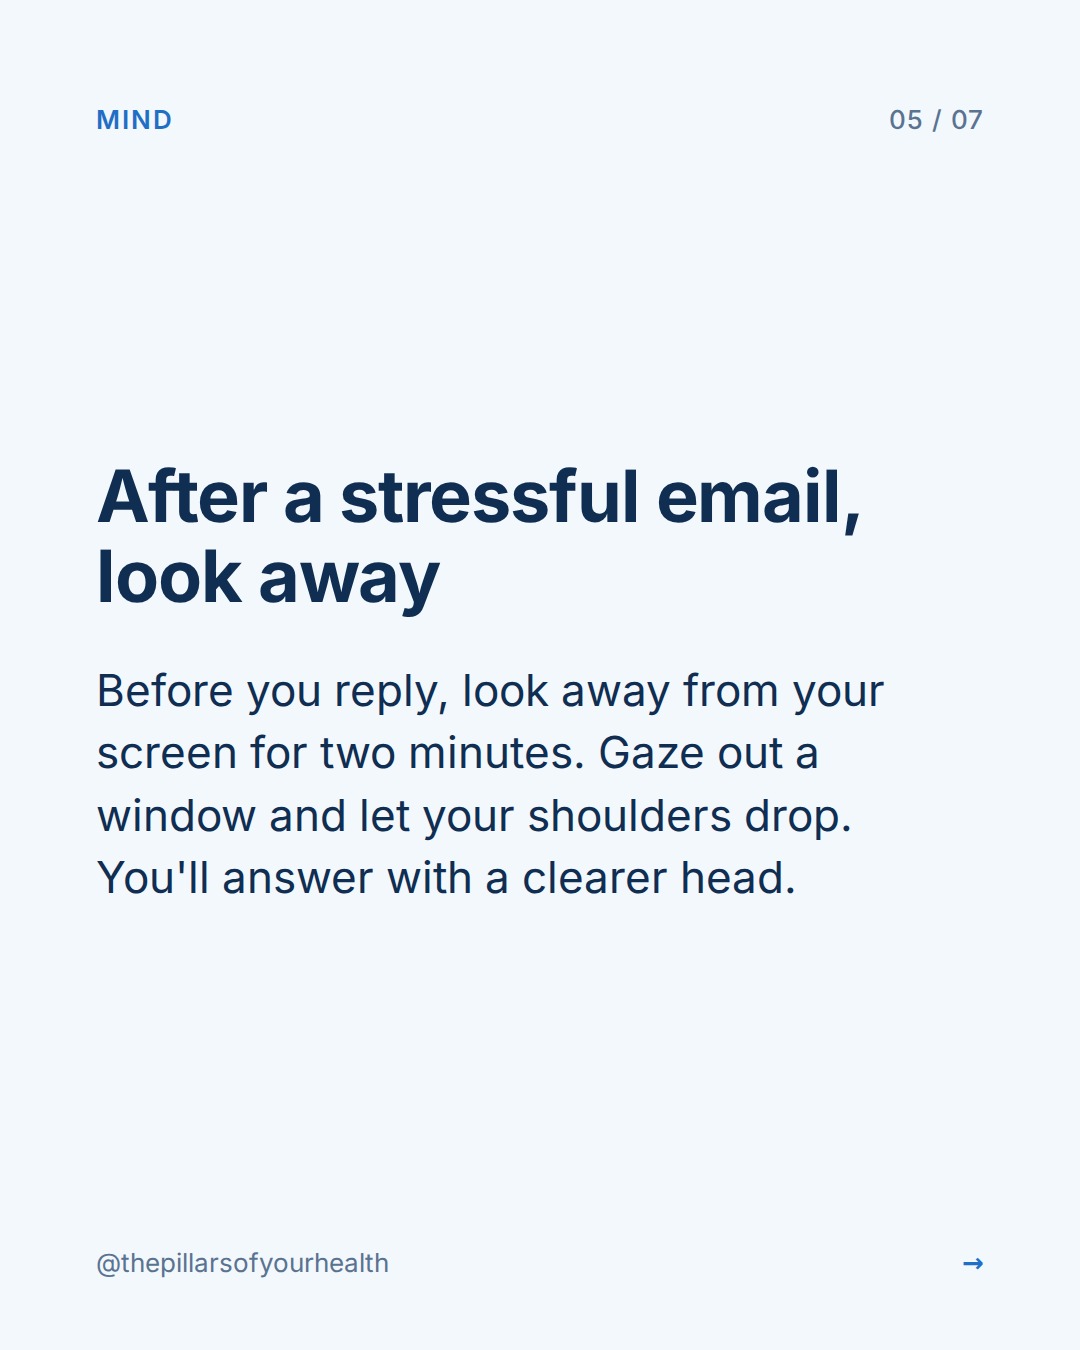 MIND
05 / 07
After a stressful email,
look away
Before you reply, look away from your
screen for two minutes. Gaze out a
window and let your shoulders drop.
You'll answer with a clearer head.
@thepillarsofyourhealth
→